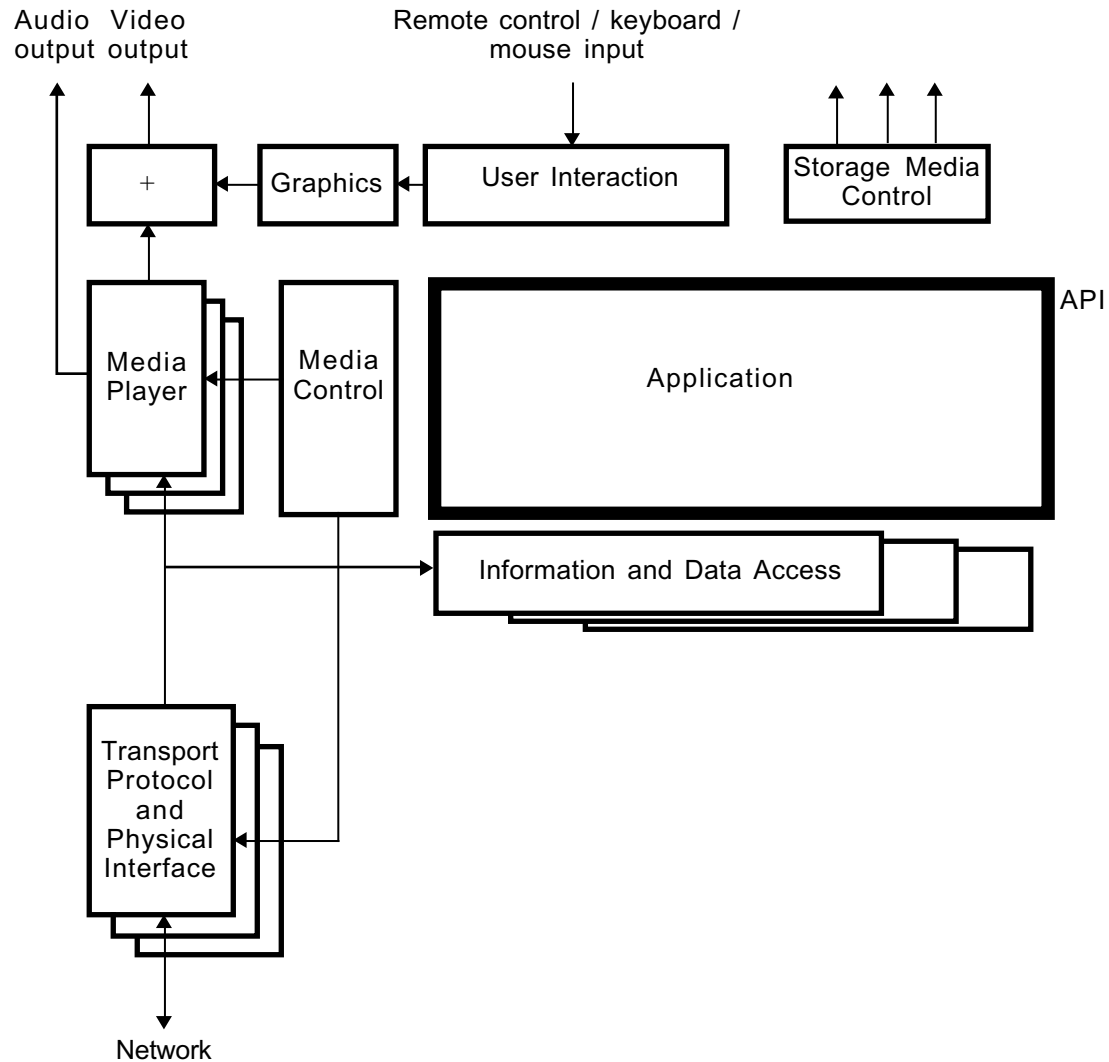 Audio Video
output output
Remote control / keyboard /
mouse input
+
Graphics
User Interaction
Storage Media
Control
Media
Player
Media
Control
Application
API
Information and Data Access
Transport
Protocol
and
Physical
Interface
Network